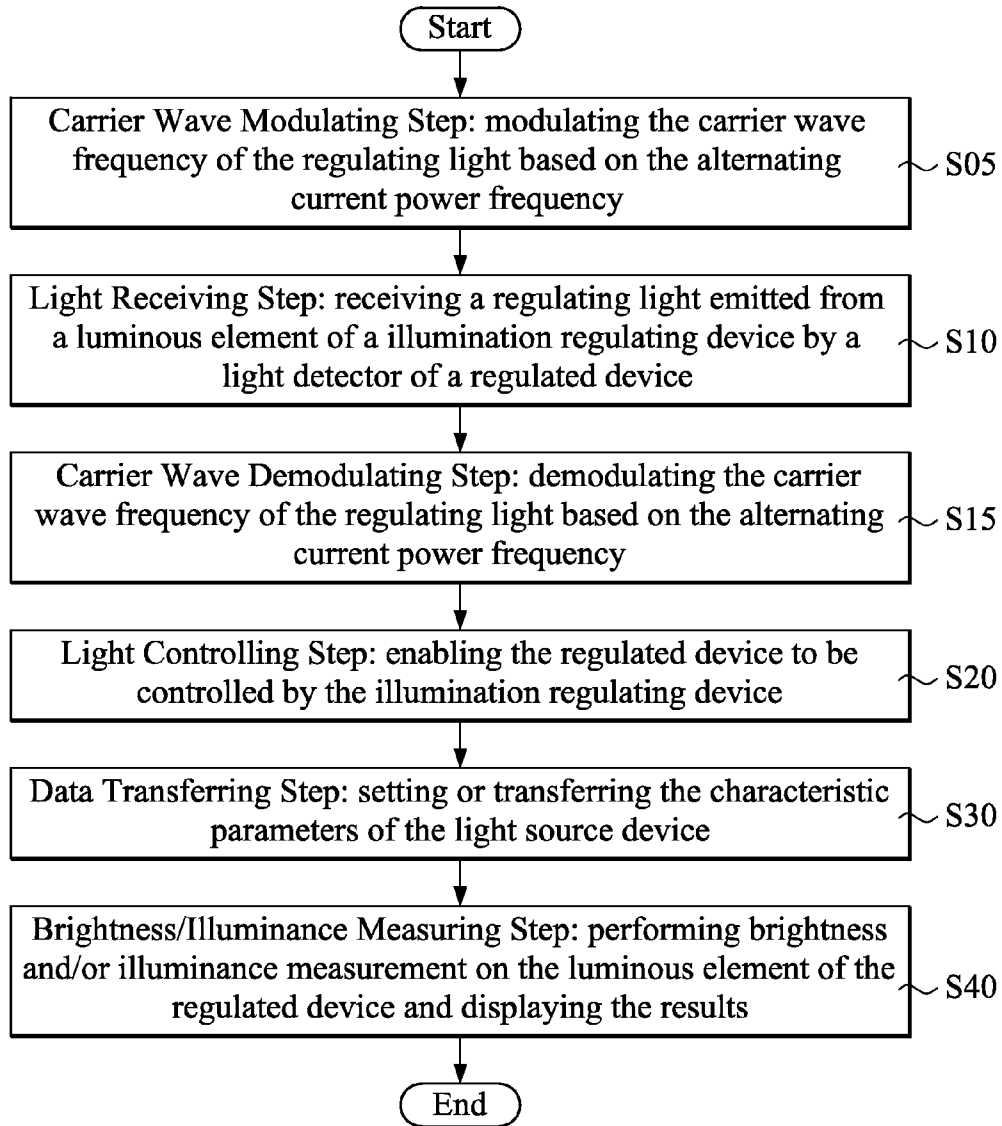 Start
Carrier Wave Modulating Step: modulating the carrier wave
frequency of the regulating light based on the alternating
current power frequency
S05
Light Receiving Step: receiving a regulating light emitted from
a luminous element of a illumination regulating device by a
light detector of a regulated device
S10
Carrier Wave Demodulating Step: demodulating the carrier
wave frequency of the regulating light based on the alternating
current power frequency
S15
Light Controlling Step: enabling the regulated device to be
controlled by the illumination regulating device
S20
Data Transferring Step: setting or transferring the characteristic
parameters of the light source device
S30
Brightness/Illuminance Measuring Step: performing brightness
and/or illuminance measurement on the luminous element of the
regulated device and displaying the results
S40
End